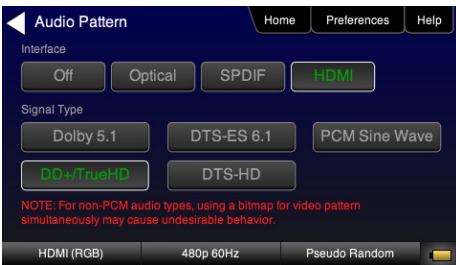 Audio Pattern Home Preferences Help
Interface
Off Optical SPDIF HDMI
Signal Type
Dolby 5.1 DTS-ES 6.1 PCM Sine Wave
DD+/TrueHD DTS-HD
NOTE: For non-PCM audio types, using a bitmap for video pattern
simultaneously may cause undesirable behavior.
HDMI (RGB) 480p 60Hz Pseudo Random